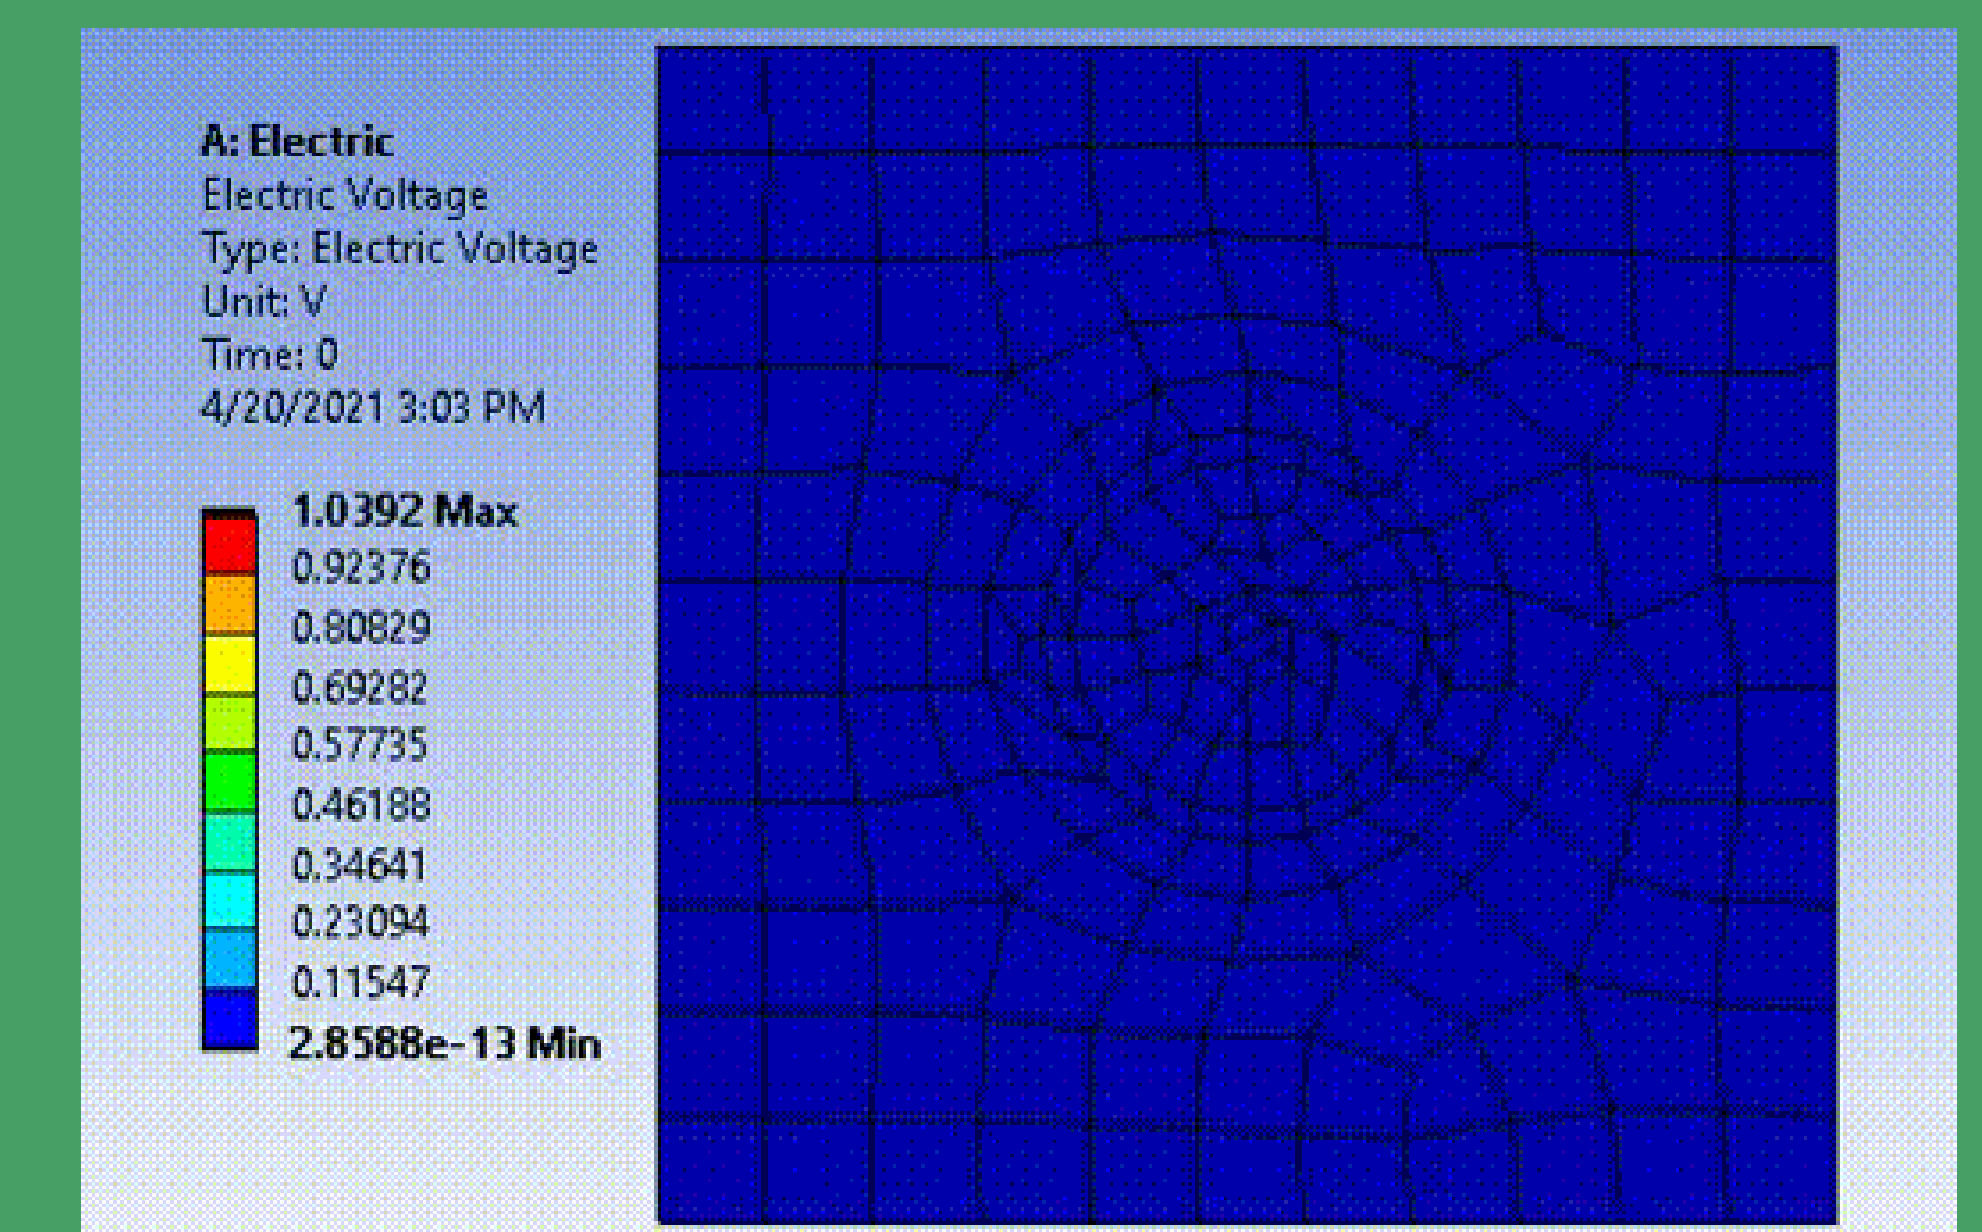 A: Electric
Electric Voltage
Type: Electric Voltage
Unit: V
Time: 0
4/20/2021 3:03 PM
1.0392 Max
0.92376
0.80829
0.69282
0.57735
0.46188
0.34641
0.23094
0.11547
2.8588e-13 Min